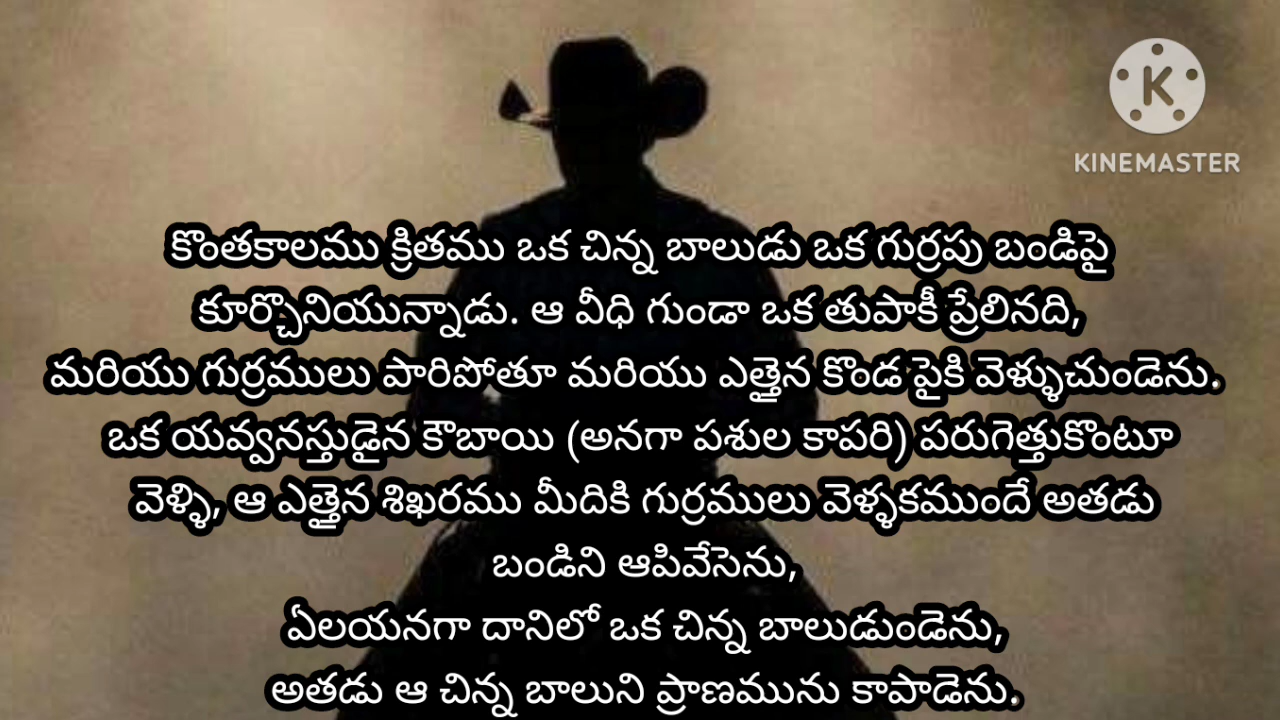 KINEMASTER
కొంతకాలము క్రితము ఒక చిన్న బాలుడు ఒక గుర్రపు బండిపై
కూర్చొనియున్నాడు. ఆ వీధి గుండా ఒక తుపాకీ ప్రేలినది,
మరియు గుర్రములు పారిపోతూ మరియు ఎత్తైన కొండ పైకి వెళ్ళుచుండెను.
ఒక యవ్వనస్తుడైన కౌబాయి (అనగా పశుల కాపరి) పరుగెత్తుకొంటూ
వెళ్ళి, ఆ ఎత్తైన శిఖరము మీదికి గుర్రములు వెళ్ళకముందే అతడు
బండిని ఆపివేసెను,
ఏలయనగా దానిలో ఒక చిన్న బాలుడుండెను,
అతడు ఆ చిన్న బాలుని ప్రాణమును కాపాడెను.